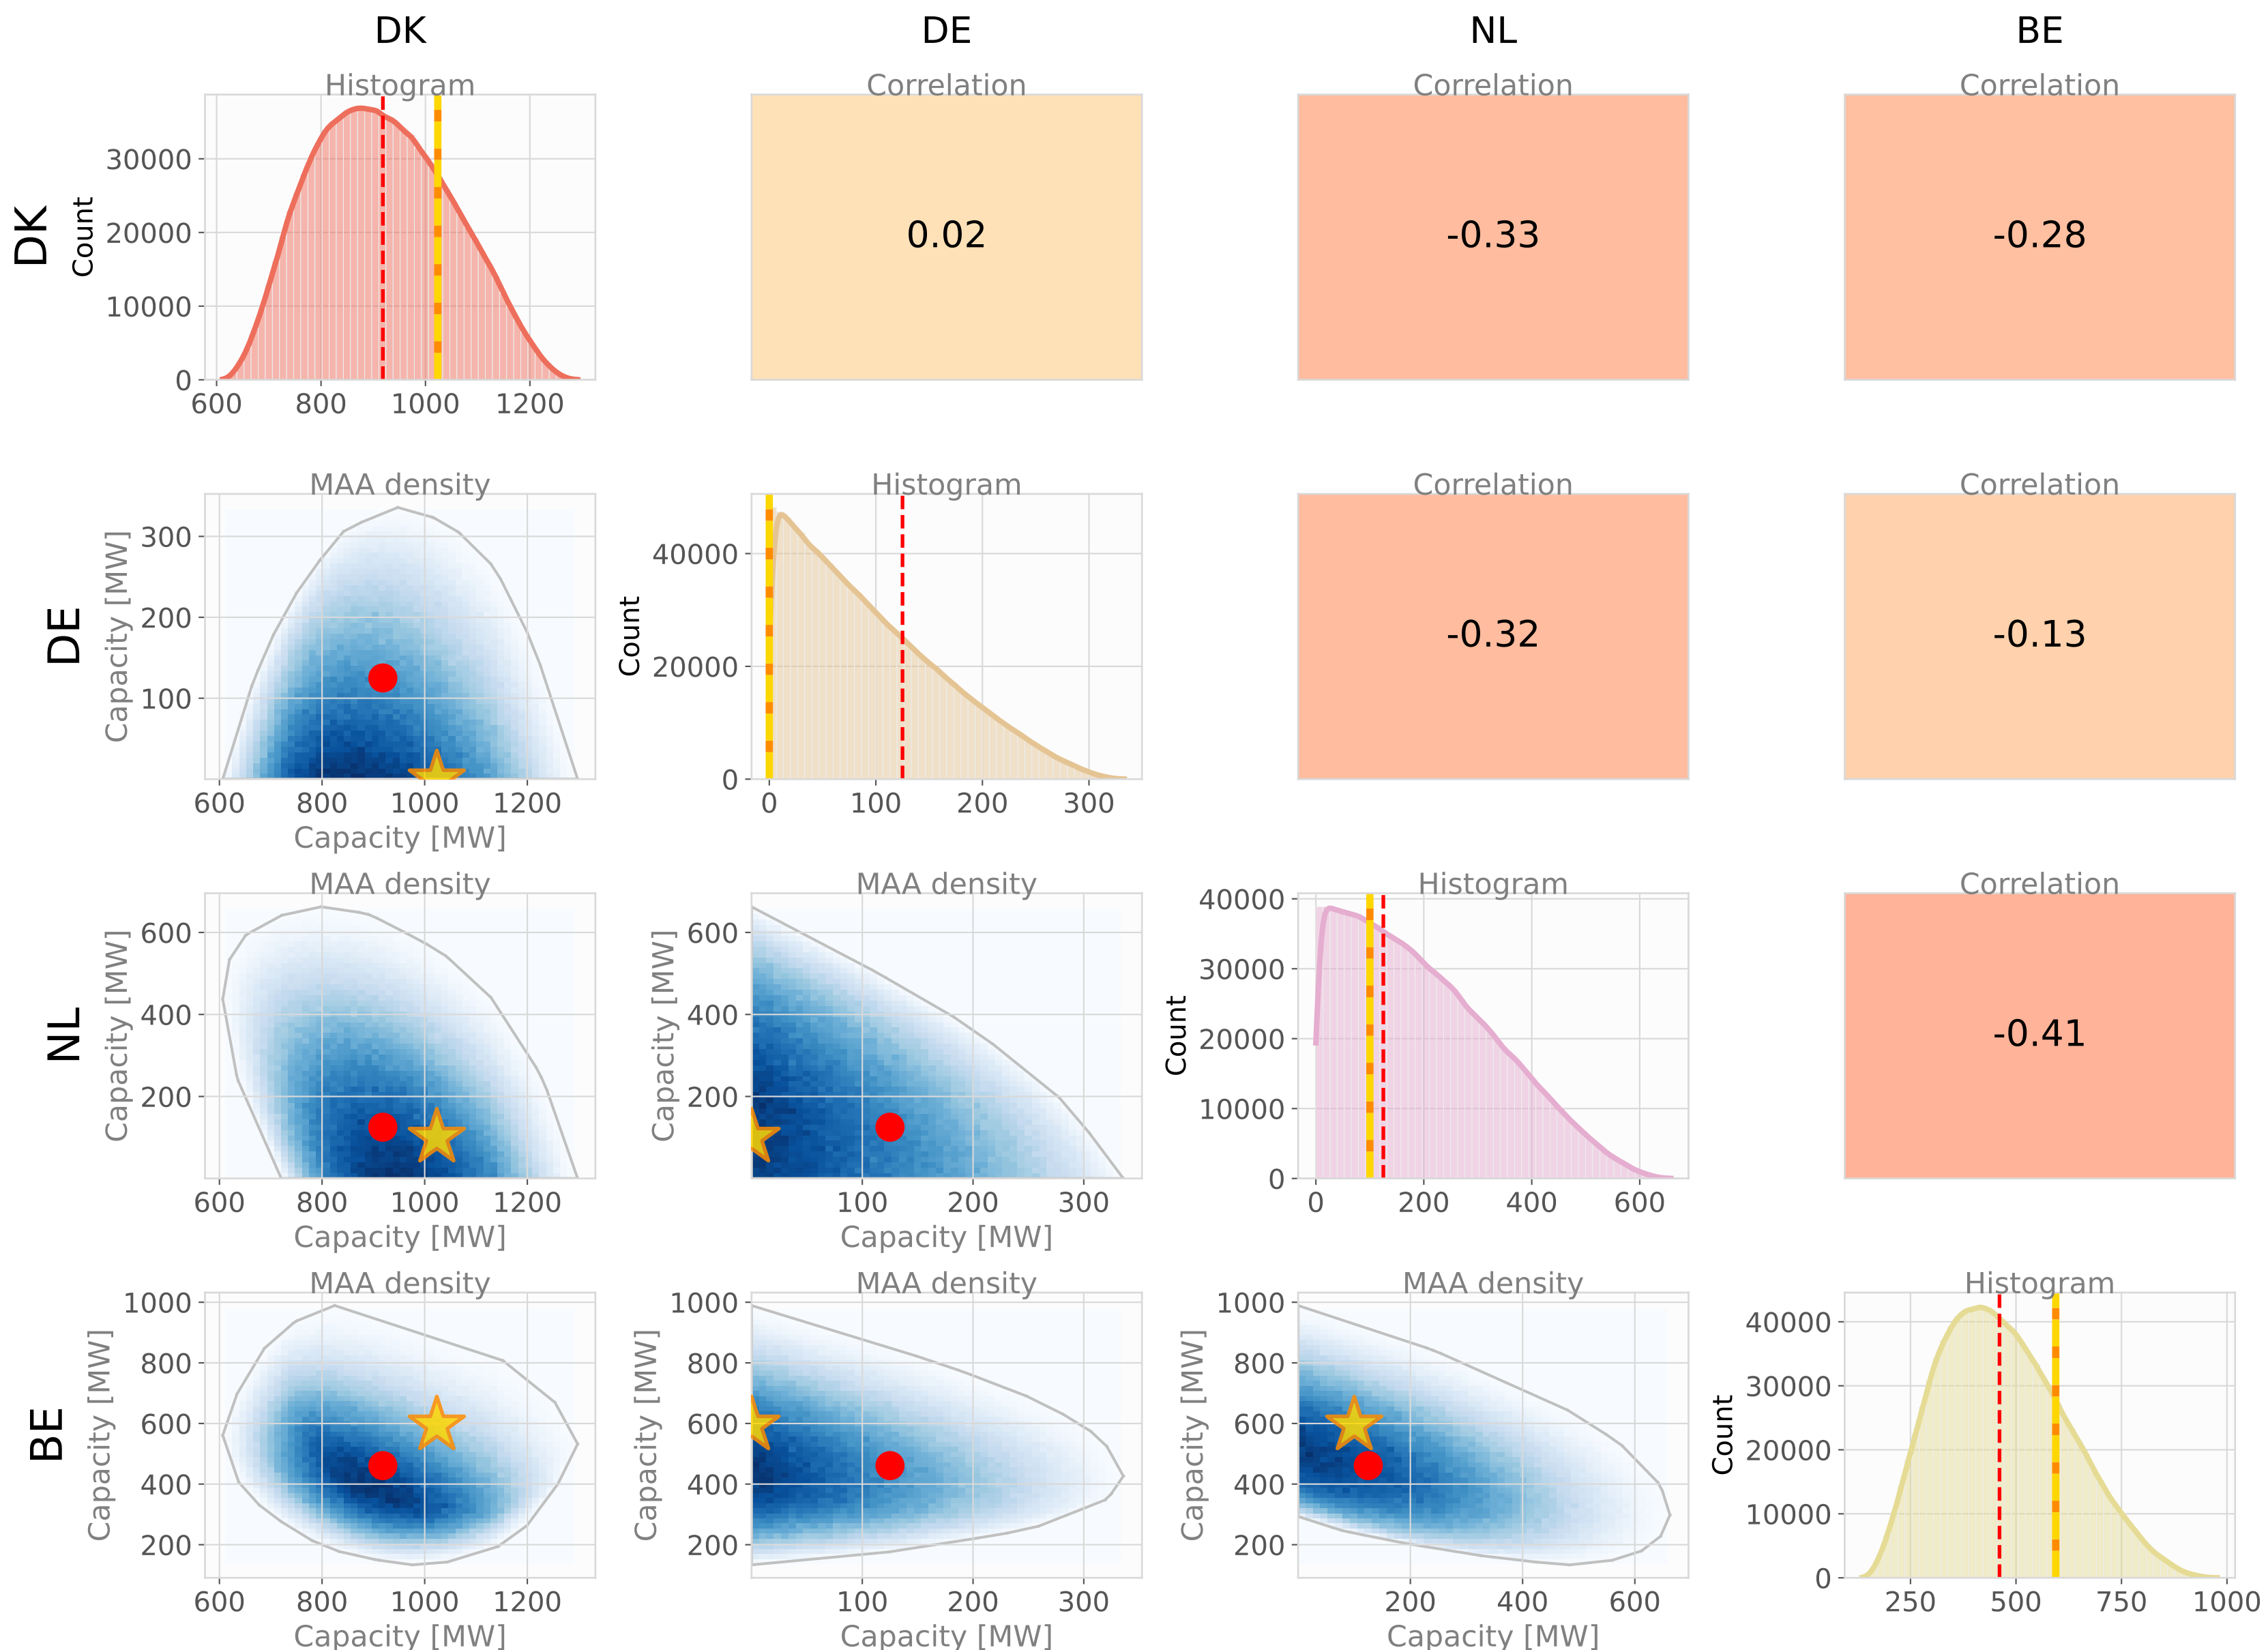 DK DE NL BE
Histogram Correlation Correlation Correlation
DK
Count
30000
20000
10000
0
600 800 1000 1200
0.02
-0.33
-0.28
MAA density Histogram Correlation Correlation
DE
Capacity [MW]
300
200
100
600 800 1000 1200
Capacity [MW]
Count
40000
20000
0
0 100 200 300
-0.32
-0.13
MAA density MAA density Histogram Correlation
NL
Capacity [MW]
600
400
200
600 800 1000 1200
Capacity [MW]
Capacity [MW]
600
400
200
100 200 300
Capacity [MW]
Count
40000
30000
20000
10000
0
0 200 400 600
-0.41
MAA density MAA density MAA density Histogram
BE
Capacity [MW]
1000
800
600
400
200
600 800 1000 1200
Capacity [MW]
Capacity [MW]
1000
800
600
400
200
100 200 300
Capacity [MW]
Capacity [MW]
1000
800
600
400
200
200 400 600
Capacity [MW]
Count
40000
30000
20000
10000
0
250 500 750 1000